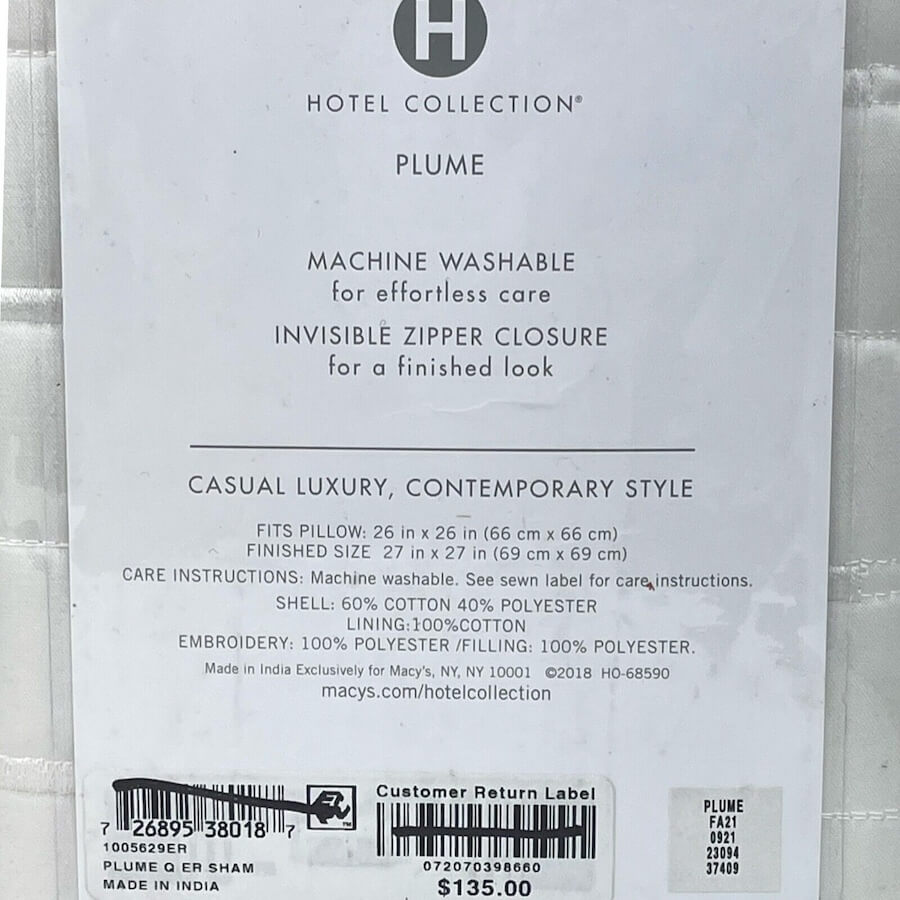 H
HOTEL COLLECTION®
PLUME
MACHINE WASHABLE
for effortless care
INVISIBLE ZIPPER CLOSURE
for a finished look
CASUAL LUXURY, CONTEMPORARY STYLE
FITS PILLOW: 26 in x 26 in (66 cm x 66 cm)
FINISHED SIZE 27 in x 27 in (69 cm x 69 cm)
CARE INSTRUCTIONS: Machine washable. See sewn label for care instructions.
SHELL: 60% COTTON 40% POLYESTER
LINING:100%COTTON
EMBROIDERY: 100% POLYESTER /FILLING: 100% POLYESTER.
Made in India Exclusively for Macy's, NY, NY 10001 ©2018 HO-68590
macys.com/hotelcollection
7 26895 38018 7
1005629ER
PLUME Q ER SHAM
MADE IN INDIA
TM
Customer Return Label
072070398660
$135.00
PLUME
FA21
0921
23094
37409